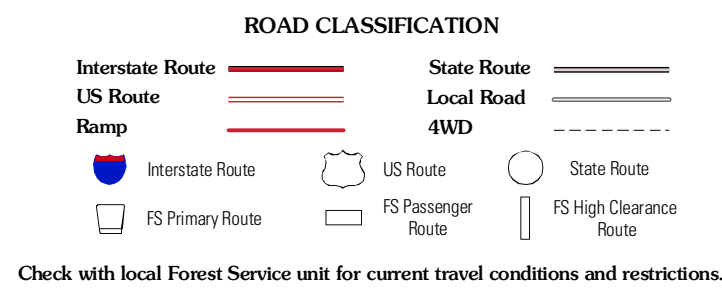 ROAD CLASSIFICATION
Interstate Route
State Route
US Route
Local Road
Ramp
4WD
Interstate Route
US Route
State Route
FS Primary Route
FS Passenger
Route
FS High Clearance
Route
Check with local Forest Service unit for current travel conditions and restrictions.